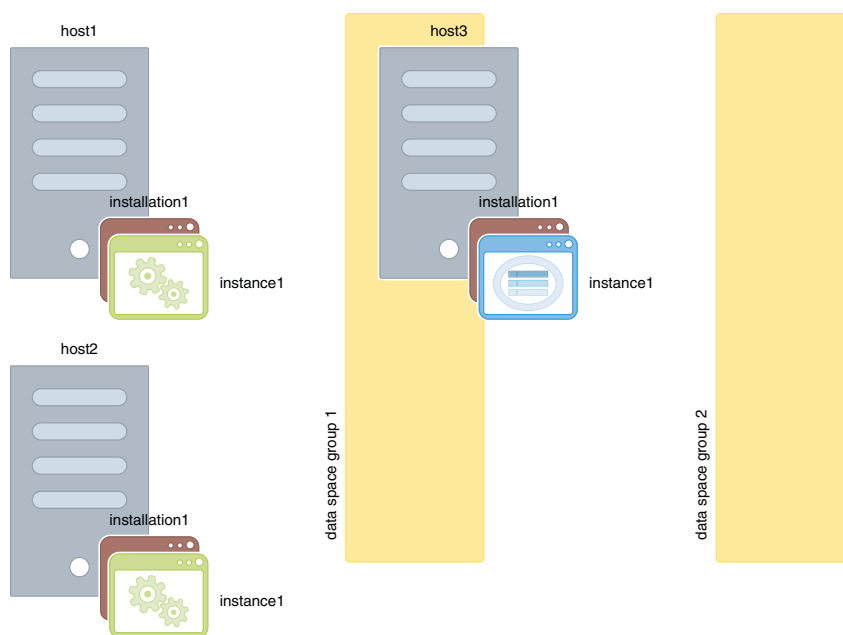 host1
installation1
instance1
host2
installation1
instance1
data space group 1
host3
installation1
instance1
data space group 2